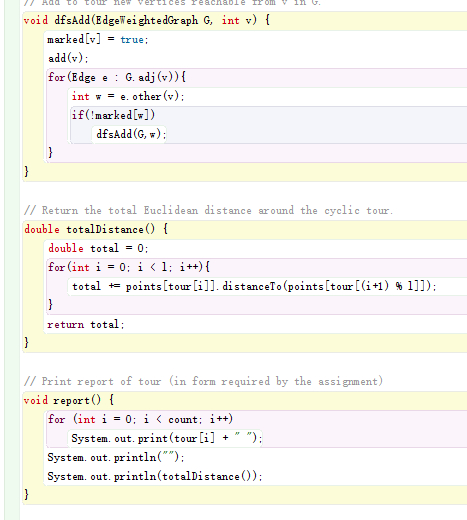 // Add to tour new vertices reachable from v in G.
void dfsAdd(EdgeWeightedGraph G, int v) {
marked[v] = true;
add(v);
for(Edge e : G.adj(v)){
int w = e.other(v);
if(!marked[w])
dfsAdd(G,w);
}
}
// Return the total Euclidean distance around the cyclic tour.
double totalDistance() {
double total = 0;
for(int i = 0; i < l; i++){
total += points[tour[i]].distanceTo(points[tour[(i+1) % l]]);
}
return total;
}
// Print report of tour (in form required by the assignment)
void report() {
for (int i = 0; i < count; i++)
System.out.print(tour[i] + " ");
System.out.println("");
System.out.println(totalDistance());
}